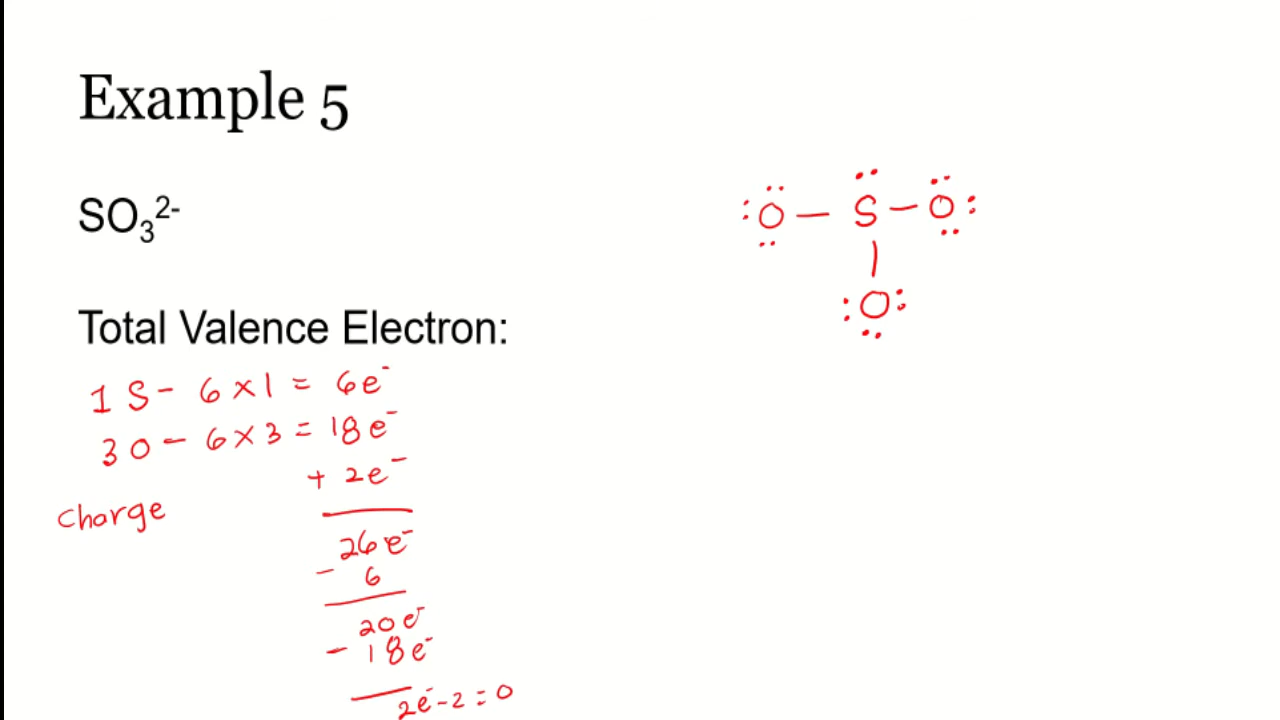 Example 5
SO₃²⁻
Total Valence Electron:
1 S - 6 × 1 = 6e⁻
3 O - 6 × 3 = 18e⁻
+ 2e⁻
Charge
26e⁻
- 6
20e⁻
- 18e⁻
2e⁻ - 2 = 0
:O - S - O:
:O: